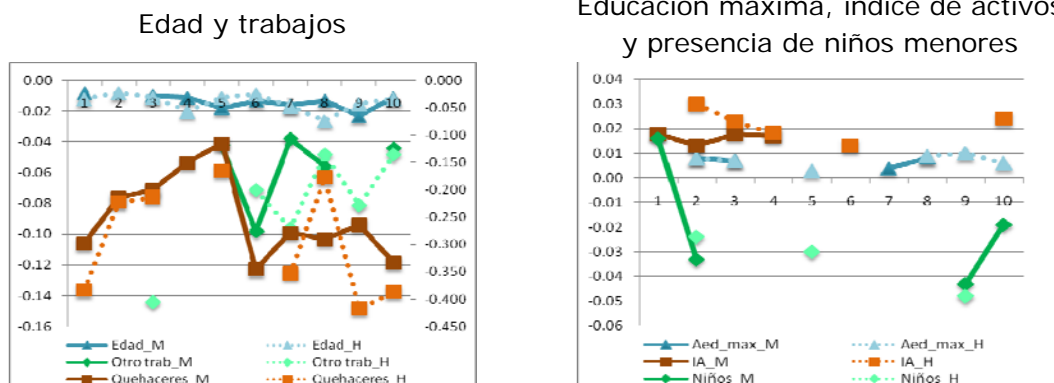 Edad y trabajos
0.00
-0.02
-0.04
-0.06
-0.08
-0.10
-0.12
-0.14
-0.16
1 2 3 4 5 6 7 8 9 10
0.000
-0.050
-0.100
-0.150
-0.200
-0.250
-0.300
-0.350
-0.400
-0.450
Edad_M Edad_H
Otro trab_M Otro trab_H
Quehaceres_M Quehaceres_H
Educación máxima, índice de activos
y presencia de niños menores
0.04
0.03
0.02
0.01
0.00
-0.01
-0.02
-0.03
-0.04
-0.05
-0.06
1 2 3 4 5 6 7 8 9 10
Aed_max_M Aed_max_H
IA_M IA_H
Niños_M Niños_H